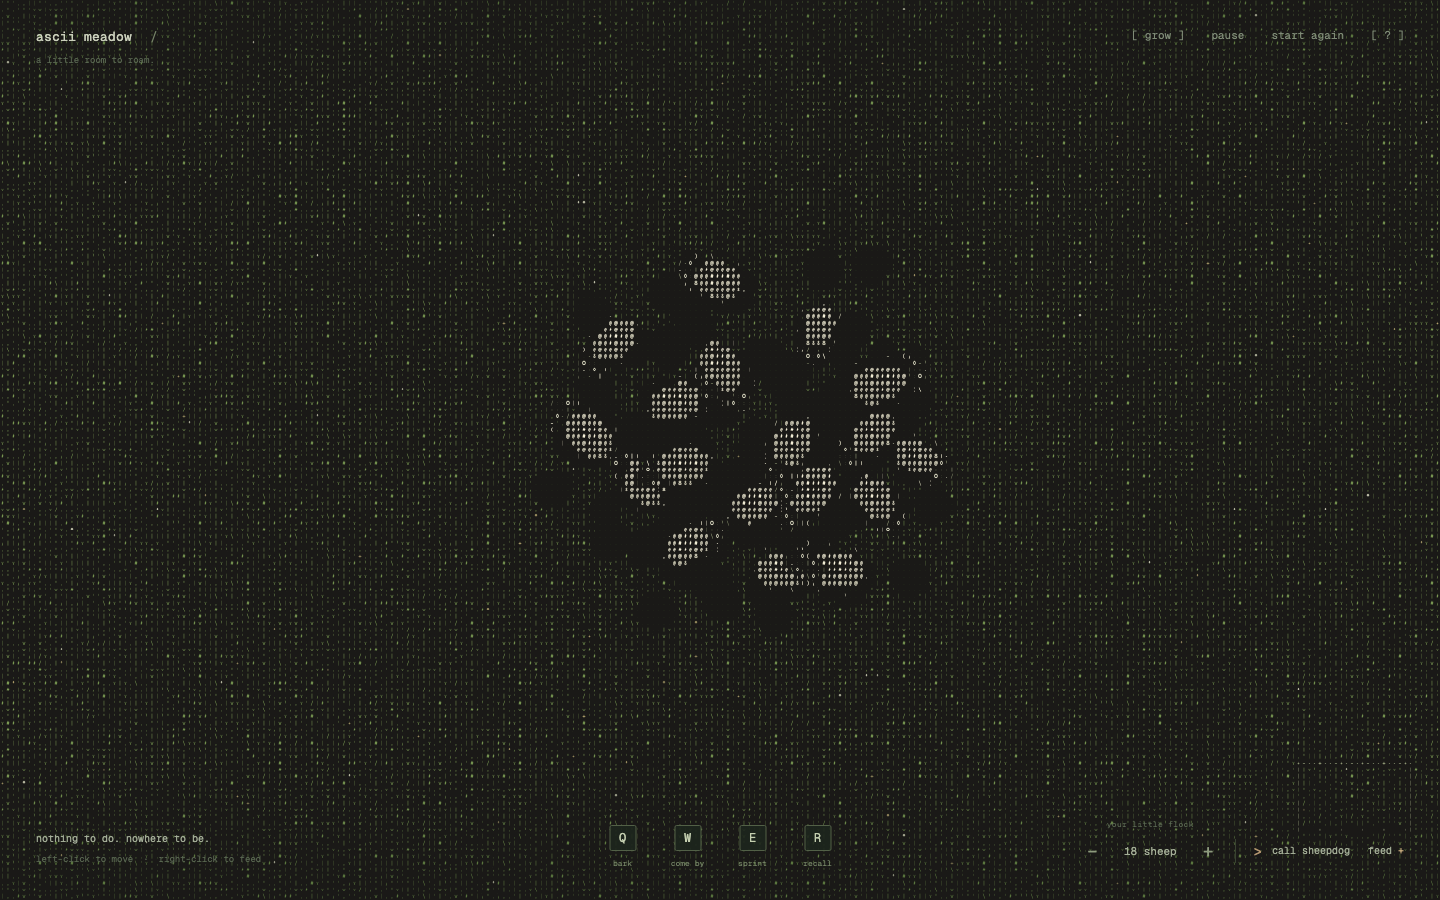 ascii meadow /
a little room to roam
[ grow ] pause start again [ ? ]
nothing to do. nowhere to be.
left-click to move · right-click to feed
Q W E R
bark come by sprint recall
your little flock
− 18 sheep + > call sheepdog feed +